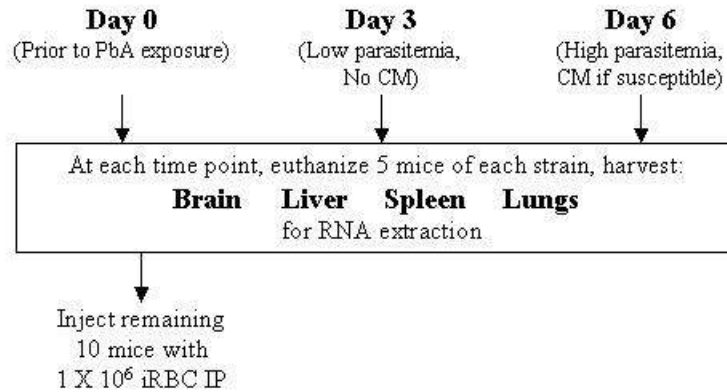 Day 0
(Prior to PbA exposure)
Day 3
(Low parasitemia,
No CM)
Day 6
(High parasitemia,
CM if susceptible)
At each time point, euthanize 5 mice of each strain, harvest:
Brain Liver Spleen Lungs
for RNA extraction
Inject remaining
10 mice with
1 X 10⁶ iRBC IP